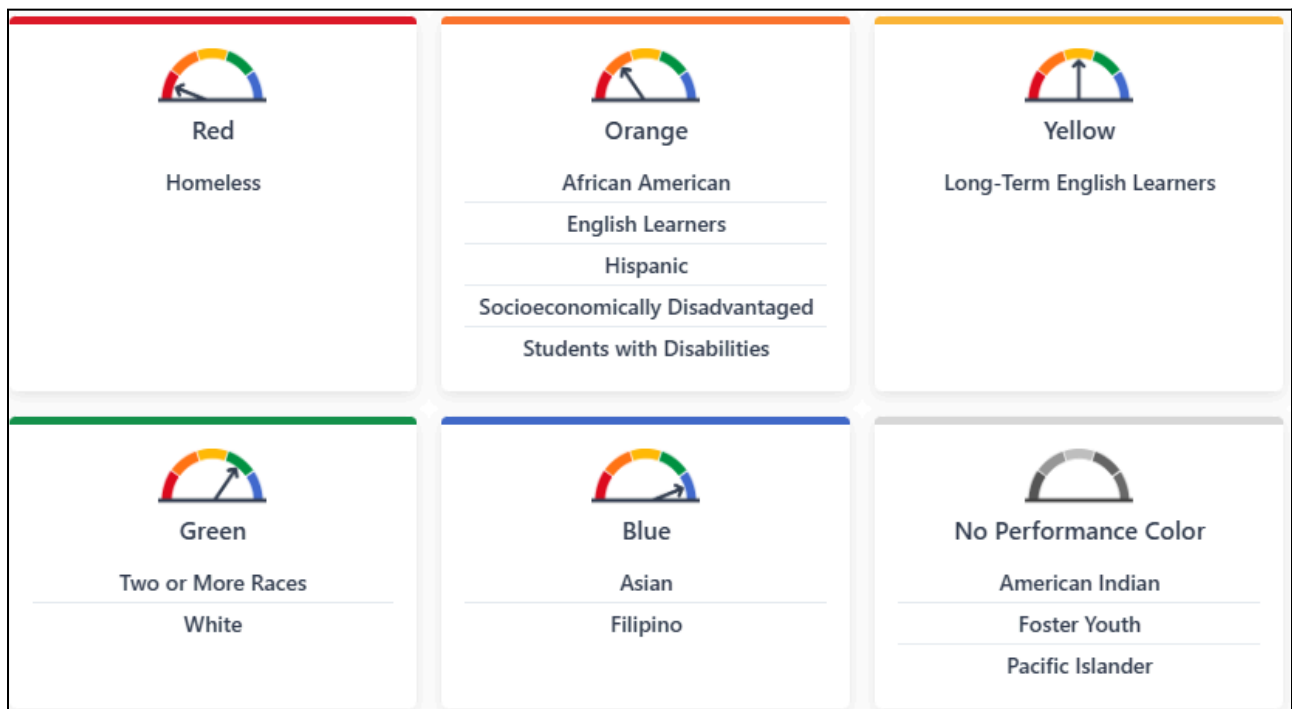 Red
Homeless
Orange
African American
English Learners
Hispanic
Socioeconomically Disadvantaged
Students with Disabilities
Yellow
Long-Term English Learners
Green
Two or More Races
White
Blue
Asian
Filipino
No Performance Color
American Indian
Foster Youth
Pacific Islander